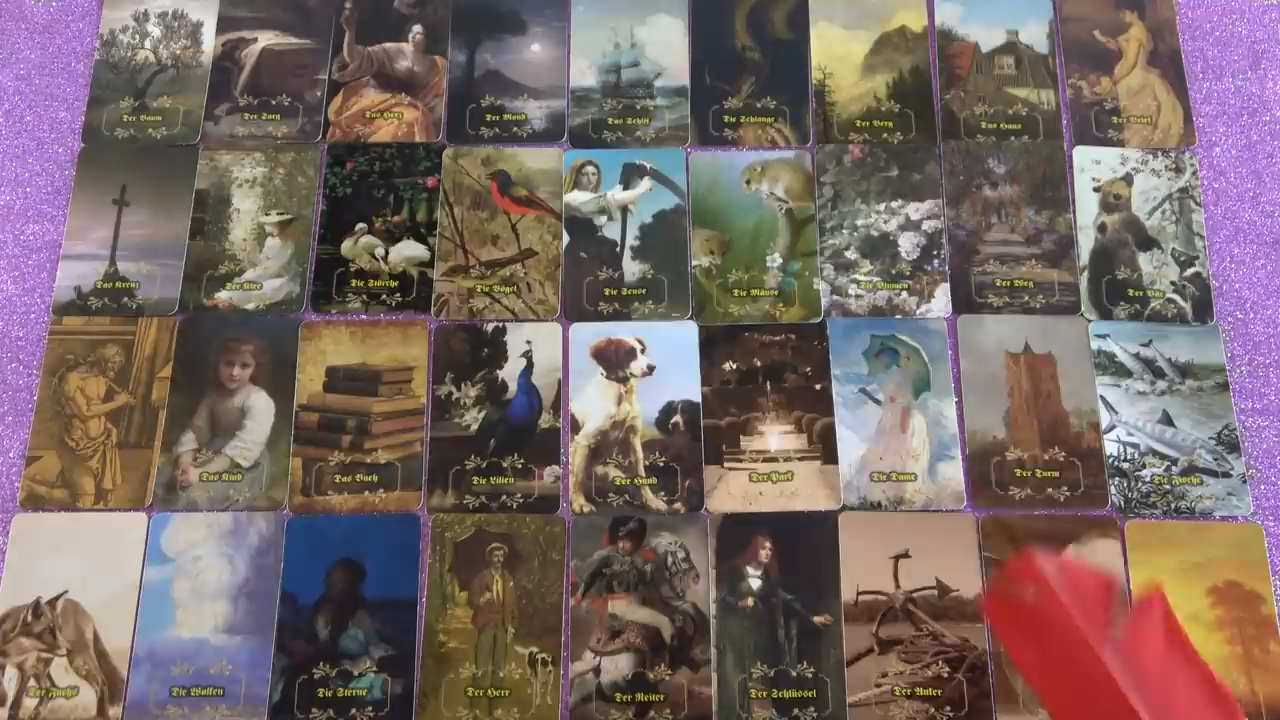 Der Baum
Der Sarg
Das Herz
Der Mond
Das Schiff
Die Schlange
Der Berg
Das Haus
Der Brief
Das Kreuz
Der Klee
Die Störche
Die Vögel
Die Sense
Die Mäuse
Die Blumen
Der Weg
Der Bär
Das Kind
Das Buch
Die Lilien
Der Hund
Der Park
Die Dame
Der Turm
Die Fische
Der Fuchs
Die Wolken
Die Sterne
Der Herr
Der Reiter
Der Schlüssel
Der Anker